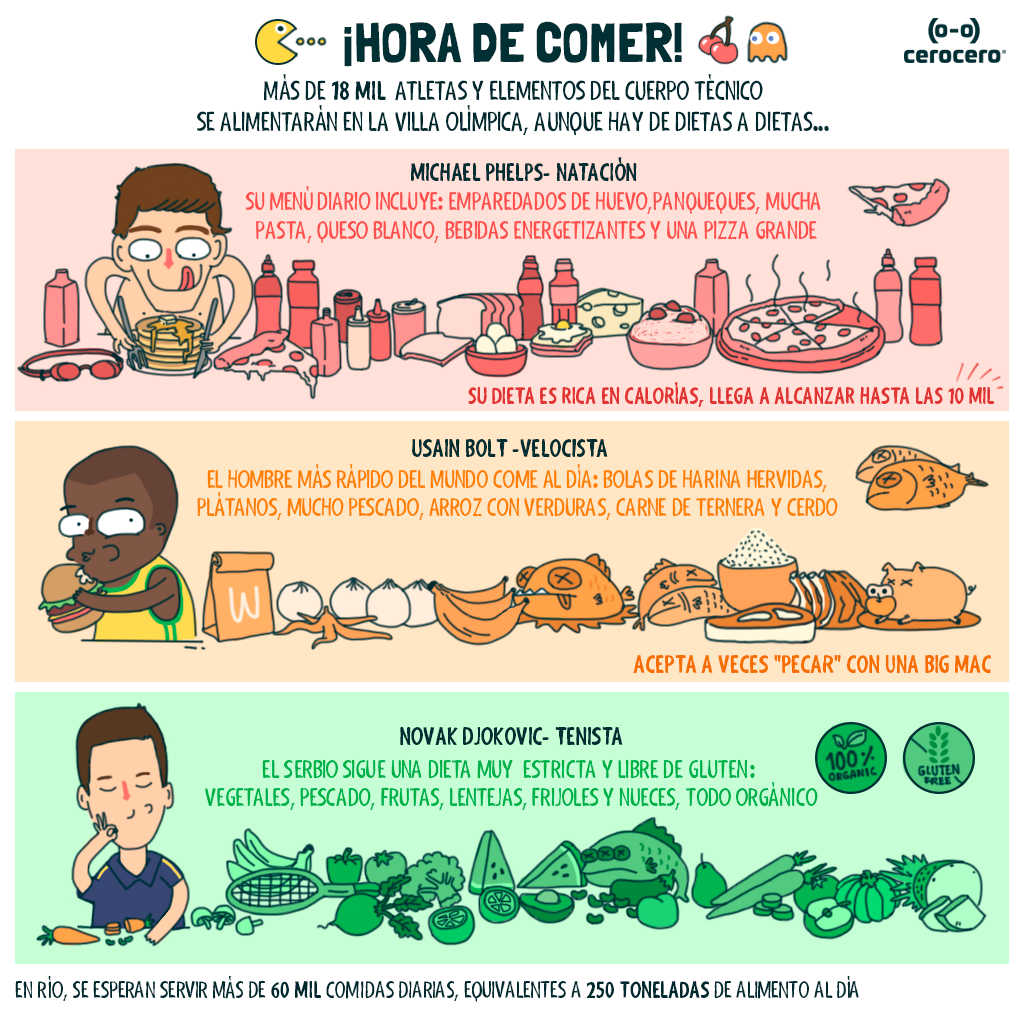 ¡HORA DE COMER!
(o-o)
cerocero®
MÁS DE 18 MIL ATLETAS Y ELEMENTOS DEL CUERPO TÉCNICO
SE ALIMENTARÁN EN LA VILLA OLÍMPICA, AUNQUE HAY DE DIETAS A DIETAS...
MICHAEL PHELPS- NATACIÓN
SU MENÚ DIARIO INCLUYE: EMPAREDADOS DE HUEVO,PANQUEQUES, MUCHA
PASTA, QUESO BLANCO, BEBIDAS ENERGETIZANTES Y UNA PIZZA GRANDE
SU DIETA ES RICA EN CALORÍAS, LLEGA A ALCANZAR HASTA LAS 10 MIL
USAIN BOLT -VELOCISTA
EL HOMBRE MÁS RÁPIDO DEL MUNDO COME AL DÍA: BOLAS DE HARINA HERVIDAS,
PLÁTANOS, MUCHO PESCADO, ARROZ CON VERDURAS, CARNE DE TERNERA Y CERDO
W
ACEPTA A VECES "PECAR" CON UNA BIG MAC
NOVAK DJOKOVIC- TENISTA
EL SERBIO SIGUE UNA DIETA MUY ESTRICTA Y LIBRE DE GLUTEN:
VEGETALES, PESCADO, FRUTAS, LENTEJAS, FRIJOLES Y NUECES, TODO ORGÁNICO
100%
ORGANIC
GLUTEN
FREE
EN RÍO, SE ESPERAN SERVIR MÁS DE 60 MIL COMIDAS DIARIAS, EQUIVALENTES A 250 TONELADAS DE ALIMENTO AL DÍA